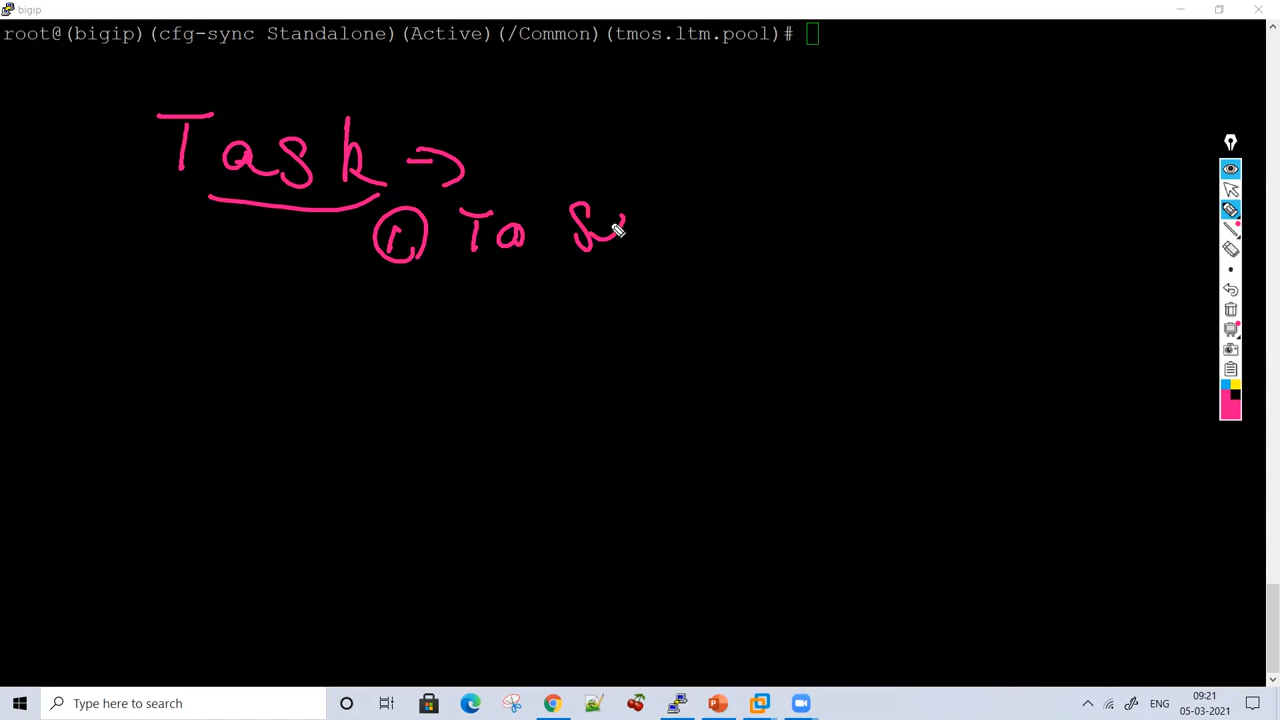 bigip
root@(bigip)(cfg-sync Standalone)(Active)(/Common)(tmos.ltm.pool)#
Task →
1. To
Type here to search
ENG
09:21
05-03-2021